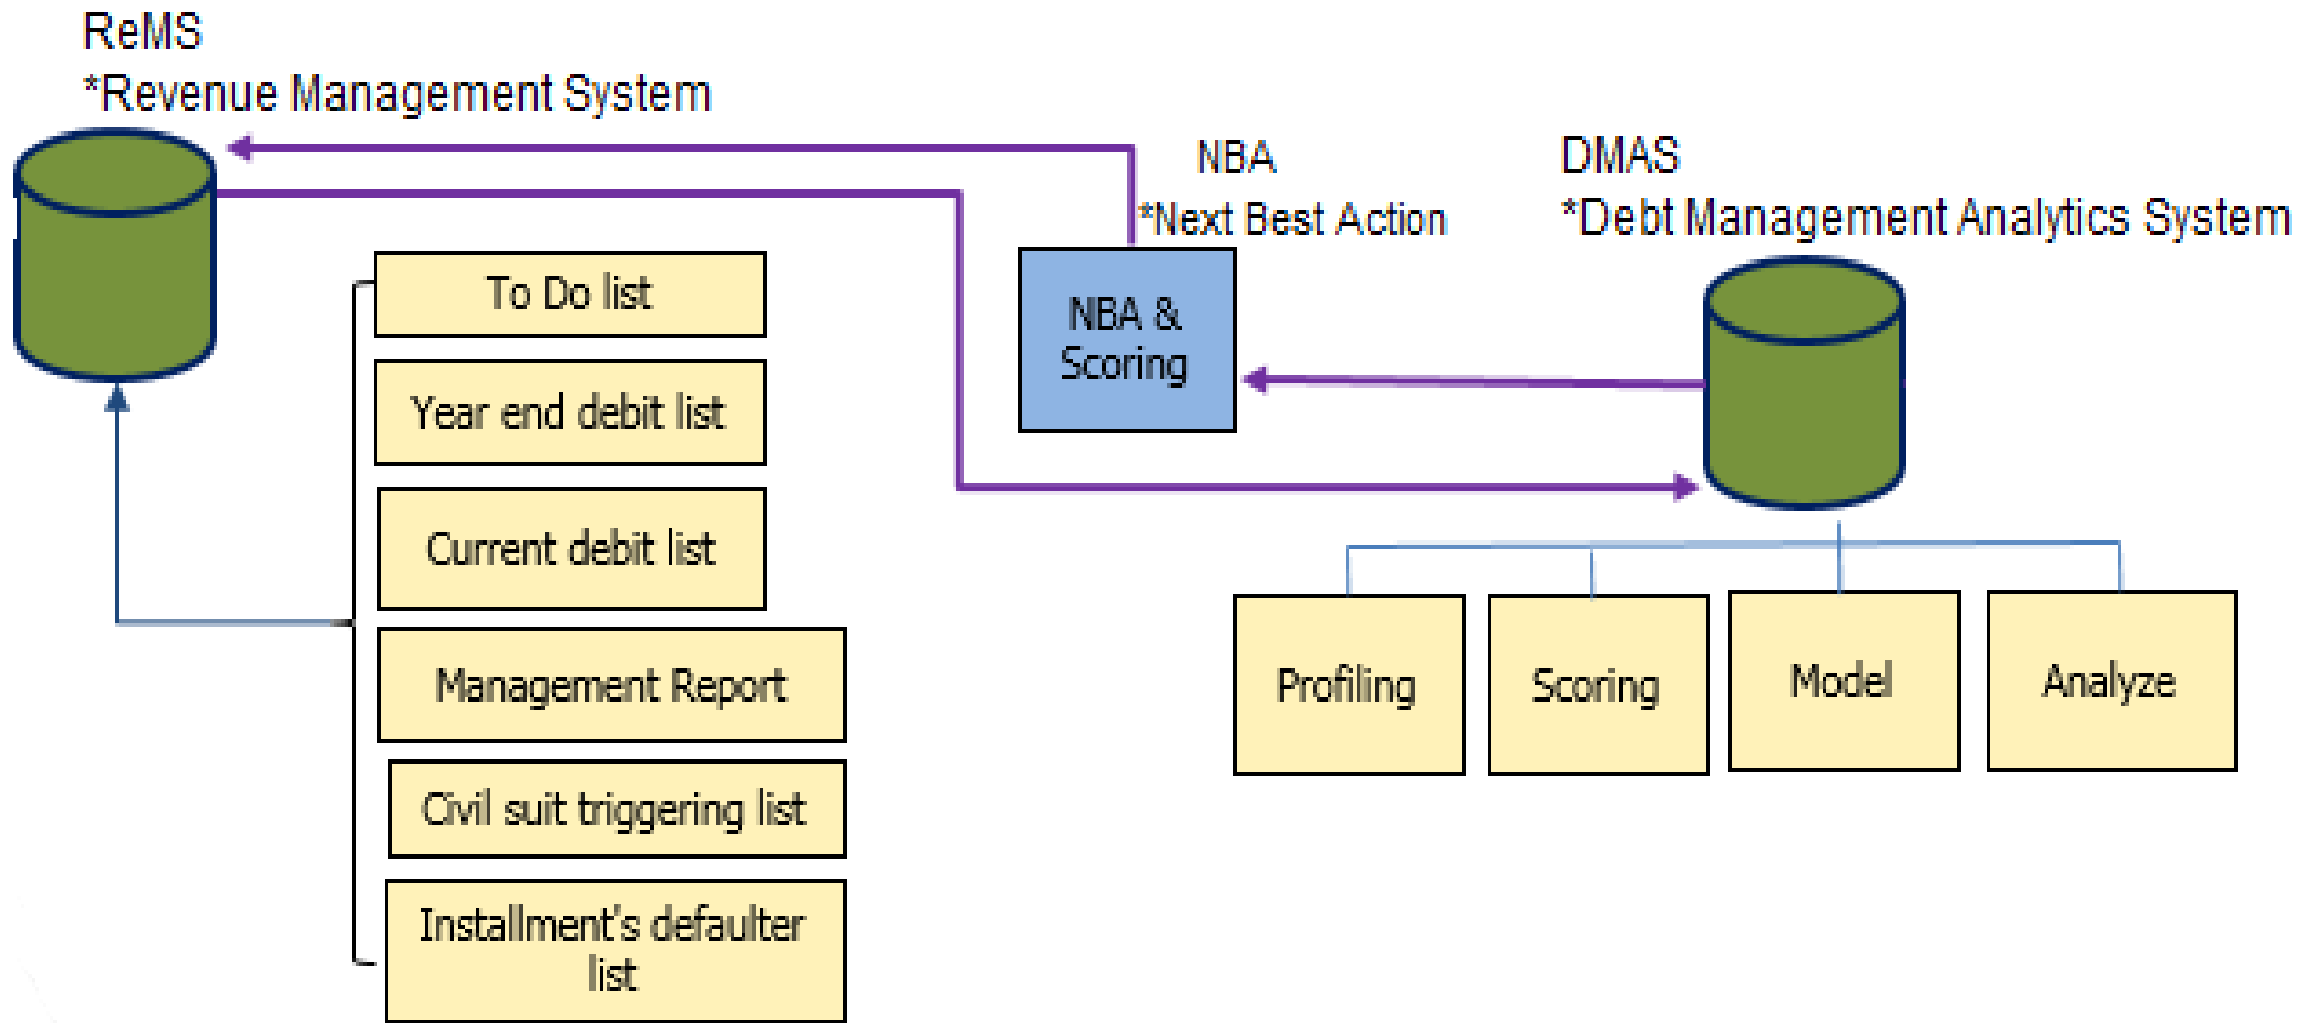 ReMS
*Revenue Management System
NBA
*Next Best Action
DMAS
*Debt Management Analytics System
To Do list
Year end debit list
Current debit list
Management Report
Civil suit triggering list
Installment's defaulter
list
NBA &
Scoring
Profiling
Scoring
Model
Analyze